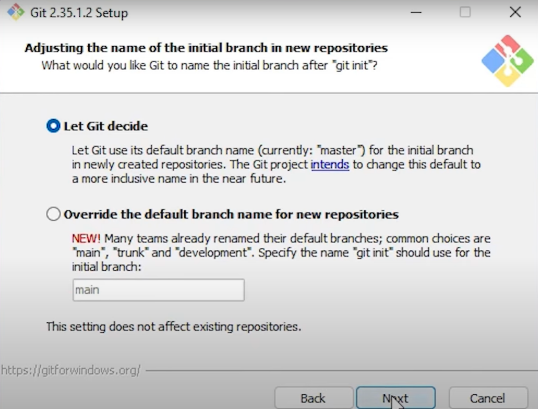 Git 2.35.1.2 Setup
Adjusting the name of the initial branch in new repositories
What would you like Git to name the initial branch after "git init"?
Let Git decide
Let Git use its default branch name (currently: "master") for the initial branch
in newly created repositories. The Git project intends to change this default to
a more inclusive name in the near future.
Override the default branch name for new repositories
NEW! Many teams already renamed their default branches; common choices are
"main", "trunk" and "development". Specify the name "git init" should use for the
initial branch:
main
This setting does not affect existing repositories.
https://gitforwindows.org/
Back
Next
Cancel